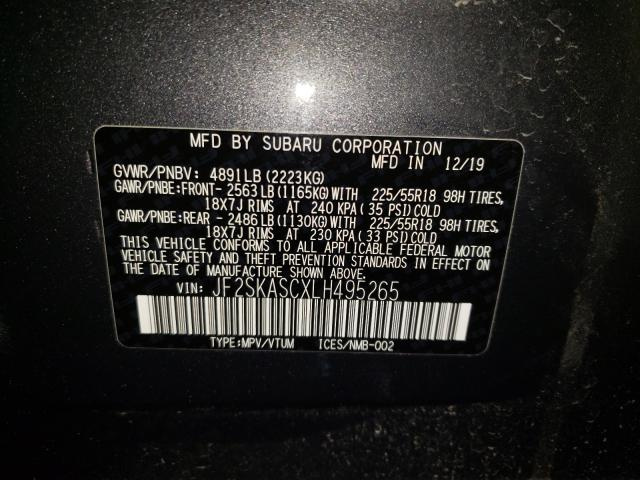 MFD BY SUBARU CORPORATION
MFD IN 12/19
GVWR/PNBV: 4891LB (2223KG)
GAWR/PNBE:FRONT- 2563LB(1165KG)WITH 225/55R18 98H TIRES,
18X7J RIMS AT 240 KPA(35 PSI)COLD
GAWR/PNBE:REAR - 2486LB(1130KG)WITH 225/55R18 98H TIRES,
18X7J RIMS AT 230 KPA(33 PSI)COLD
THIS VEHICLE CONFORMS TO ALL APPLICABLE FEDERAL MOTOR
VEHICLE SAFETY AND THEFT PREVENTION STANDARDS IN EFFECT ON
THE DATE OF MANUFACTURE SHOWN ABOVE.
VIN: JF2SKASCXLH495265
TYPE:MPV/VTUM ICES/NMB-002